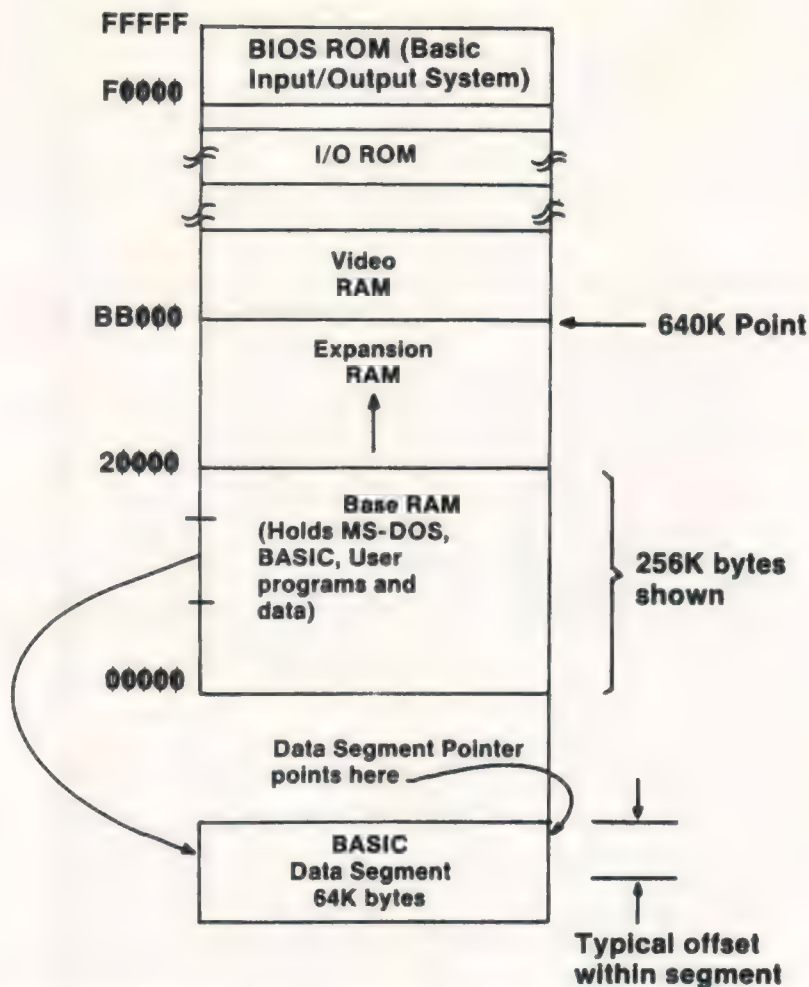 FFFFF
BIOS ROM (Basic
Input/Output System)
F0000
I/O ROM
Video
RAM
BB000
640K Point
Expansion
RAM
20000
Base RAM
(Holds MS-DOS,
BASIC, User
programs and
data)
256K bytes
shown
00000
Data Segment Pointer
points here
BASIC
Data Segment
64K bytes
Typical offset
within segment